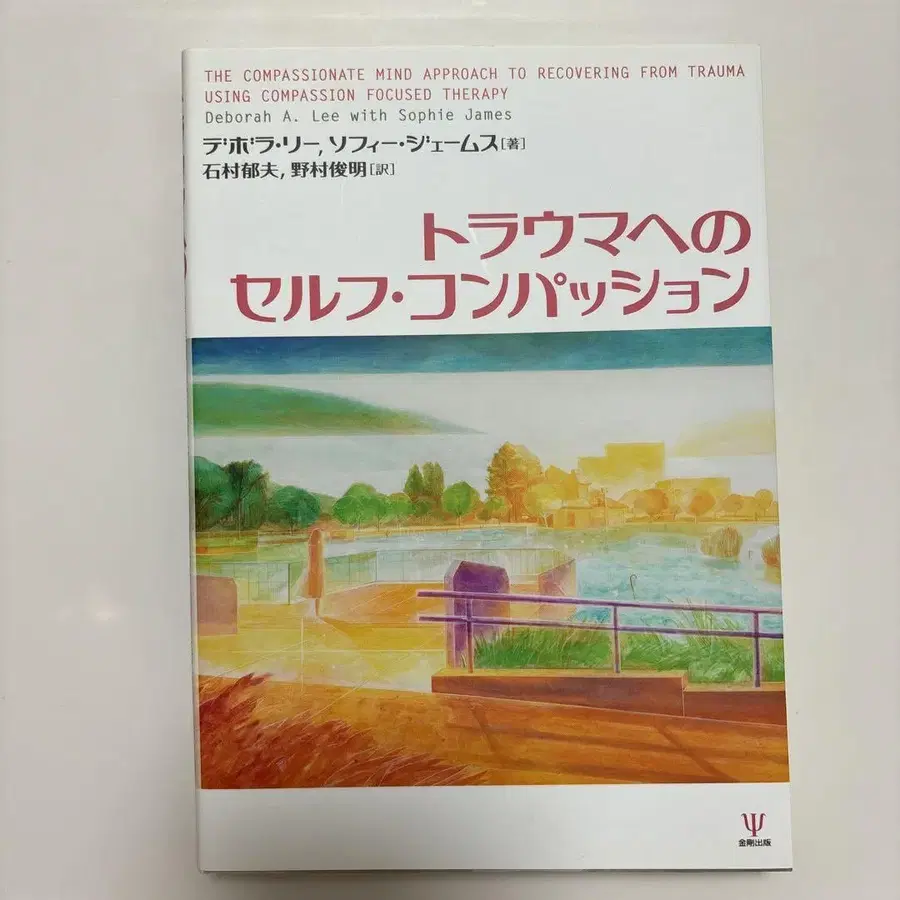 THE COMPASSIONATE MIND APPROACH TO RECOVERING FROM TRAUMA
USING COMPASSION FOCUSED THERAPY
Deborah A. Lee with Sophie James
デボラ・リー, ソフィー・ジェームス[著]
石村郁夫, 野村俊明[訳]
トラウマへの
セルフ・コンパッション
Ψ
金剛出版